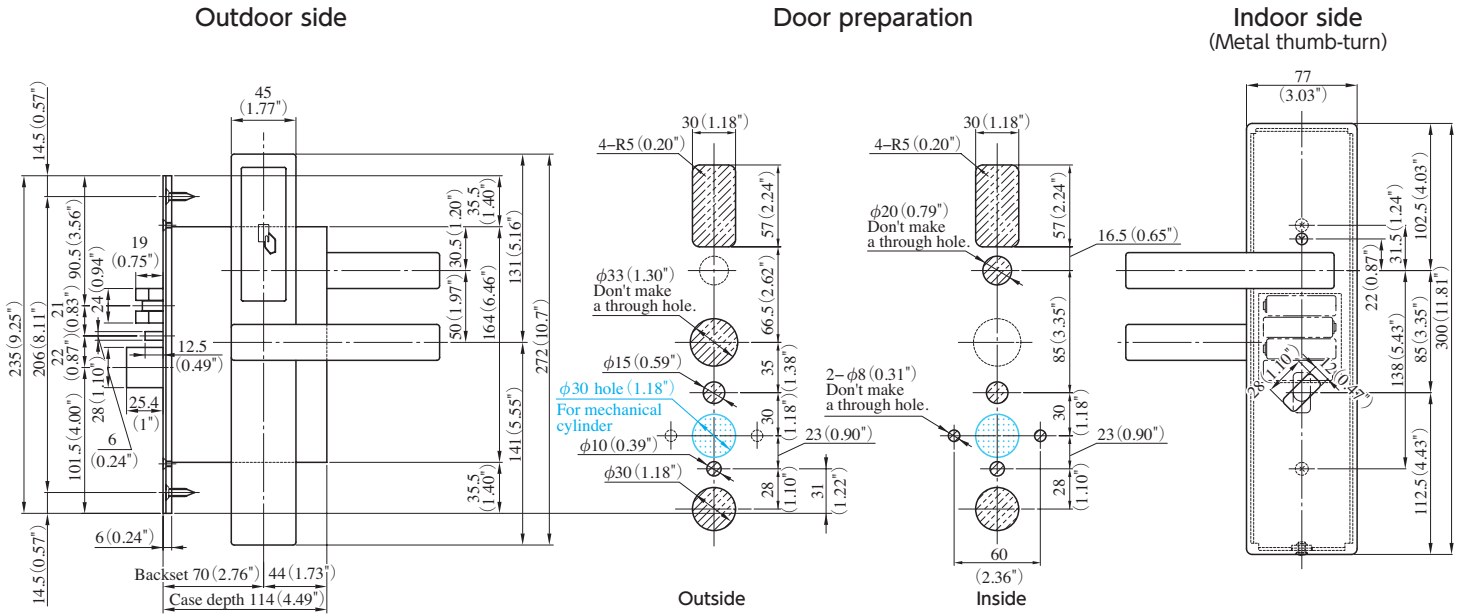 Outdoor side
Door preparation
Indoor side
(Metal thumb-turn)
14.5(0.57")
235(9.25")
206(8.11")
90.5(3.56")
19
(0.75")
24(0.94")
21
(0.83")
22
(0.87")
28(1.10")
12.5
(0.49")
25.4
(1")
6
(0.24")
101.5(4.00")
6(0.24")
14.5(0.57")
45
(1.77")
35.5
(1.40")
30.5(1.20")
50(1.97")
164(6.46")
131(5.16")
272(10.7")
141(5.55")
35.5
(1.40")
Backset 70(2.76")
44(1.73")
Case depth 114(4.49")
30(1.18")
4–R5(0.20")
57(2.24")
66.5(2.62")
φ33(1.30")
Don't make
a through hole.
φ15(0.59")
35
(1.38")
φ30 hole(1.18")
For mechanical
cylinder
30
(1.18")
φ10(0.39")
23(0.90")
φ30(1.18")
28
(1.10")
31
(1.22")
Outside
30(1.18")
4–R5(0.20")
57(2.24")
φ20(0.79")
Don't make
a through hole.
16.5(0.65")
85(3.35")
2–φ8(0.31")
Don't make
a through hole.
30
(1.18")
23(0.90")
28
(1.10")
60
(2.36")
Inside
77
(3.03")
102.5(4.03")
31.5(1.24")
22(0.87")
85(3.35")
138(5.43")
300(11.81")
28(1.10")
12(0.47")
112.5(4.43")